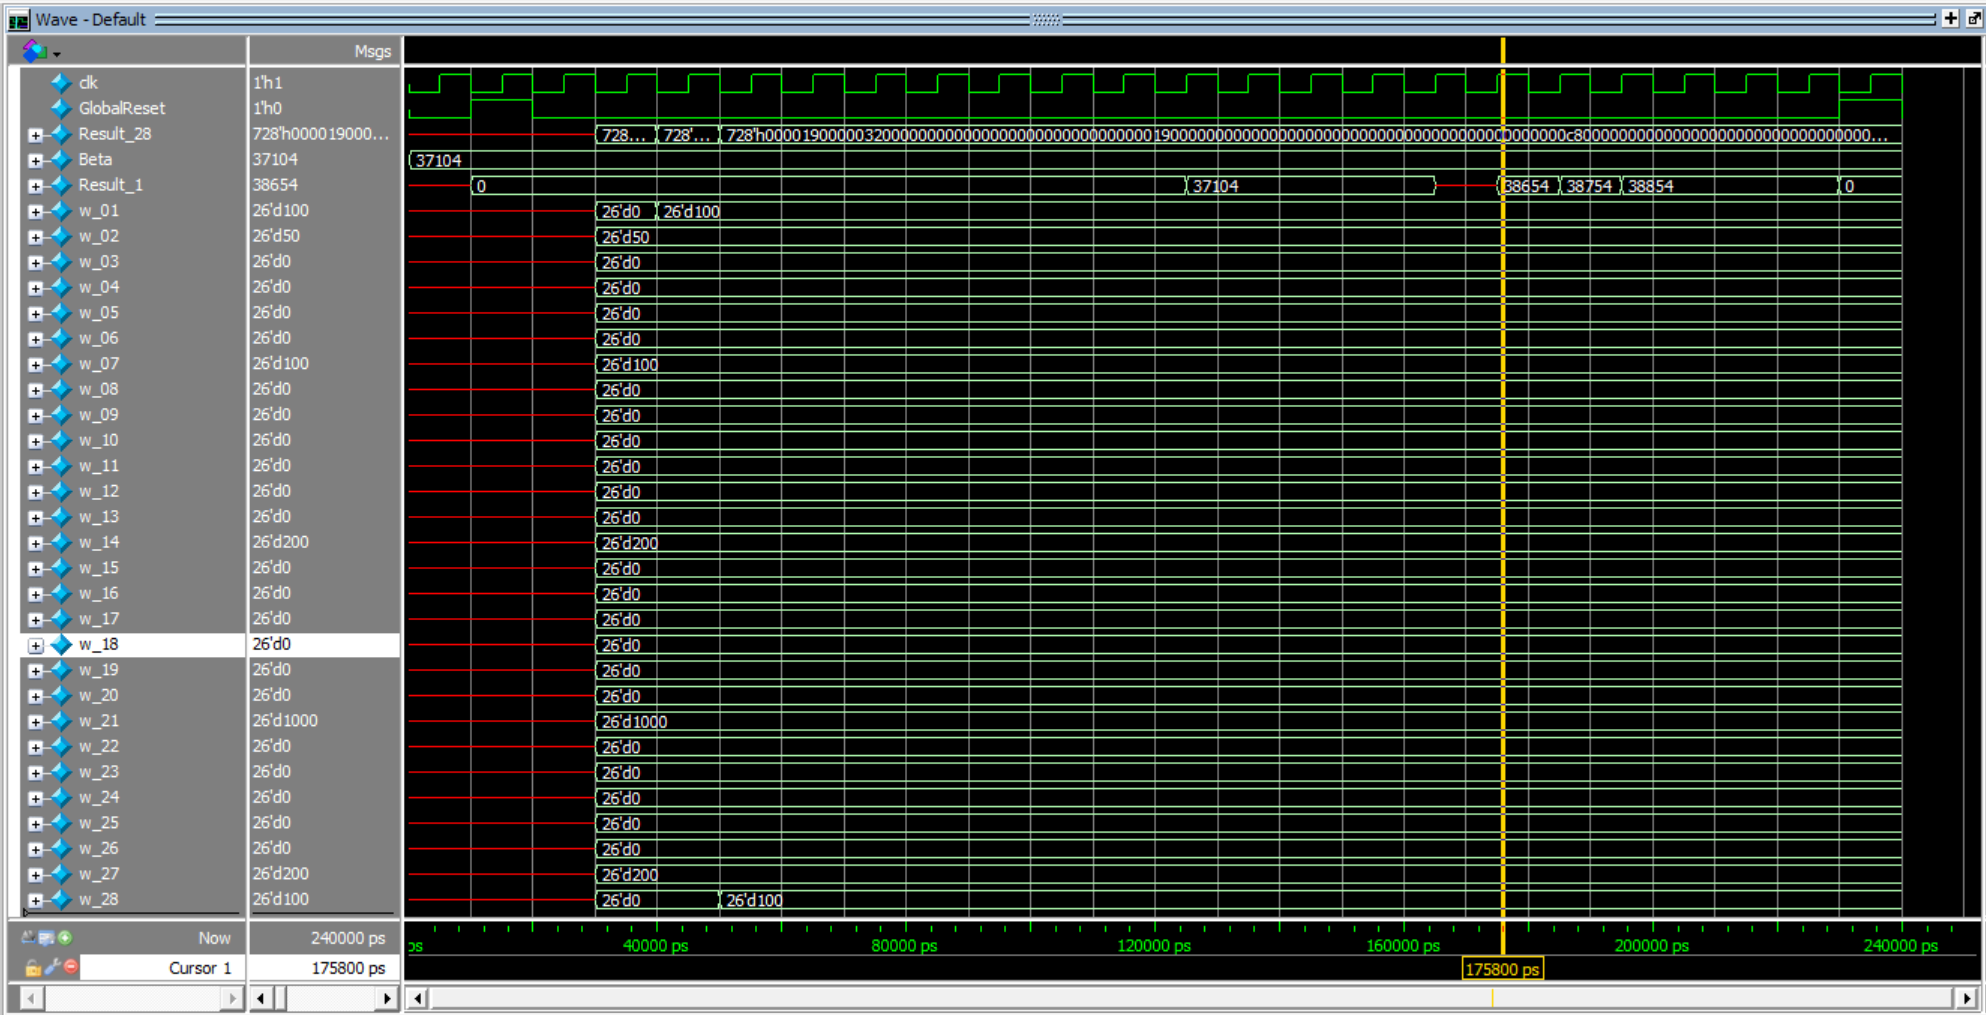 Wave - Default
Msgs
clk 1'h1
GlobalReset 1'h0
Result_28 728'h000019000... 728... 728'... 
Beta 37104 37104
Result_1 38654 0 37104 38654 38754 38854 0
w_01 26'd100 26'd0 26'd100
w_02 26'd50 26'd50
w_03 26'd0 26'd0
w_04 26'd0 26'd0
w_05 26'd0 26'd0
w_06 26'd0 26'd0
w_07 26'd100 26'd100
w_08 26'd0 26'd0
w_09 26'd0 26'd0
w_10 26'd0 26'd0
w_11 26'd0 26'd0
w_12 26'd0 26'd0
w_13 26'd0 26'd0
w_14 26'd200 26'd200
w_15 26'd0 26'd0
w_16 26'd0 26'd0
w_17 26'd0 26'd0
w_18 26'd0 26'd0
w_19 26'd0 26'd0
w_20 26'd0 26'd0
w_21 26'd1000 26'd1000
w_22 26'd0 26'd0
w_23 26'd0 26'd0
w_24 26'd0 26'd0
w_25 26'd0 26'd0
w_26 26'd0 26'd0
w_27 26'd200 26'd200
w_28 26'd100 26'd0 26'd100
Now 240000 ps ps 40000 ps 80000 ps 120000 ps 160000 ps 200000 ps 240000 ps
Cursor 1 175800 ps 175800 ps